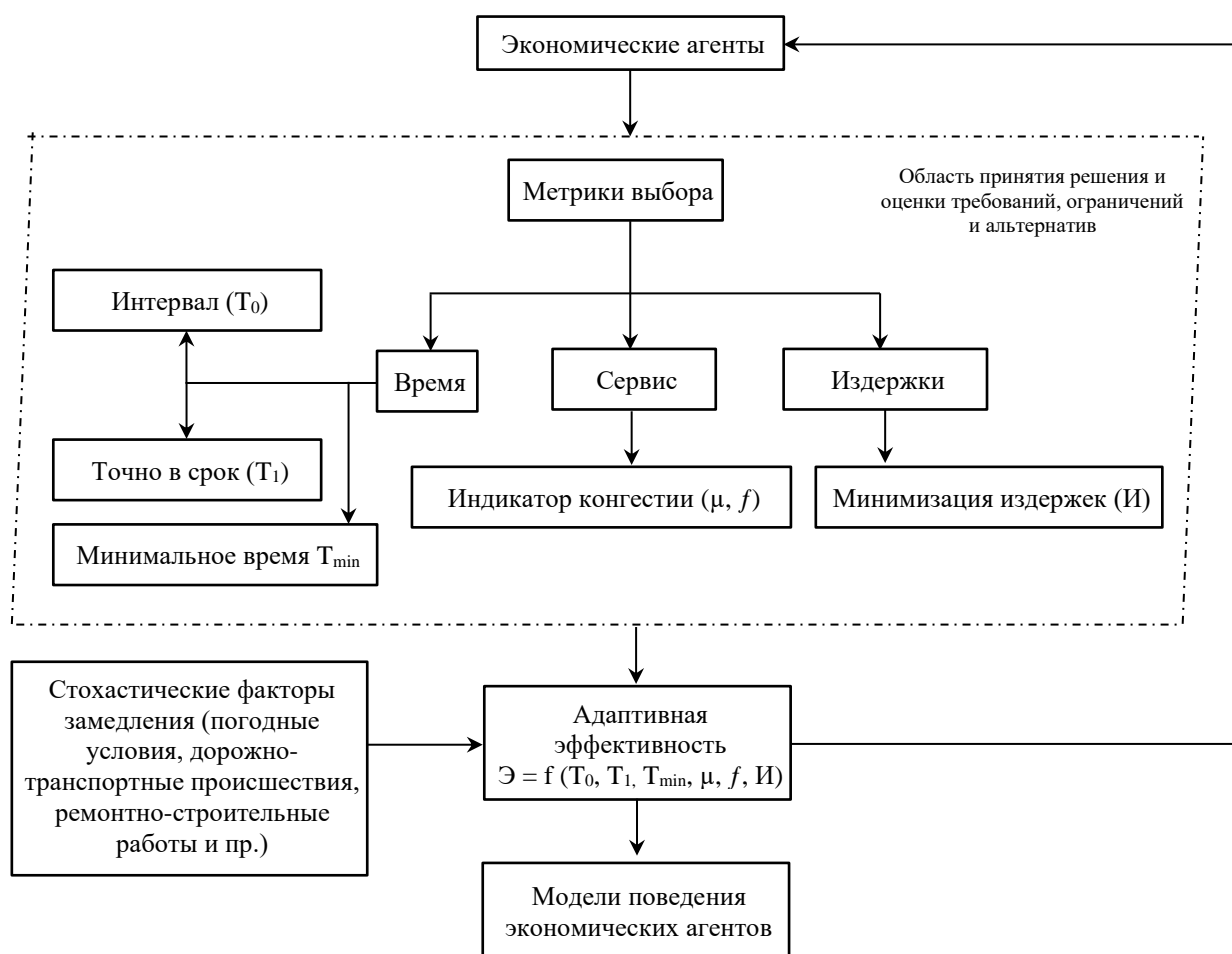 Экономические агенты
Метрики выбора
Область принятия решения и
оценки требований, ограничений
и альтернатив
Интервал (T₀)
Время
Сервис
Издержки
Точно в срок (T₁)
Индикатор конгестии (μ, f)
Минимизация издержек (И)
Минимальное время Tmin
Стохастические факторы
замедления (погодные
условия, дорожно-
транспортные происшествия,
ремонтно-строительные
работы и пр.)
Адаптивная
эффективность
Э = f (T₀, T₁, Tmin, μ, f, И)
Модели поведения
экономических агентов